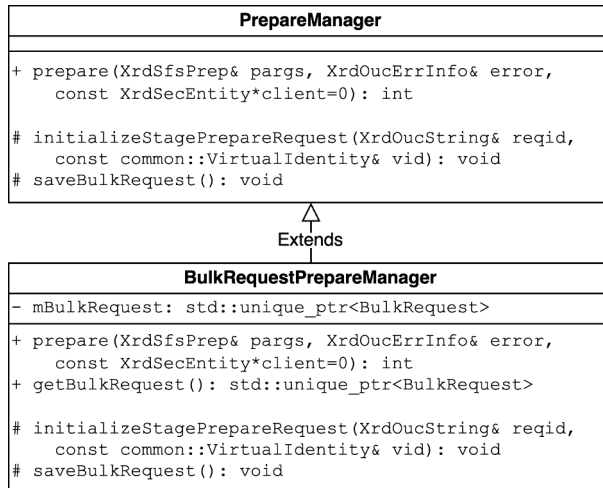 PrepareManager
+ prepare(XrdSfsPrep& pargs, XrdOucErrInfo& error,
const XrdSecEntity*client=0): int
# initializeStagePrepareRequest(XrdOucString& reqid,
const common::VirtualIdentity& vid): void
# saveBulkRequest(): void
Extends
BulkRequestPrepareManager
- mBulkRequest: std::unique_ptr<BulkRequest>
+ prepare(XrdSfsPrep& pargs, XrdOucErrInfo& error,
const XrdSecEntity*client=0): int
+ getBulkRequest(): std::unique_ptr<BulkRequest>
# initializeStagePrepareRequest(XrdOucString& reqid,
const common::VirtualIdentity& vid): void
# saveBulkRequest(): void